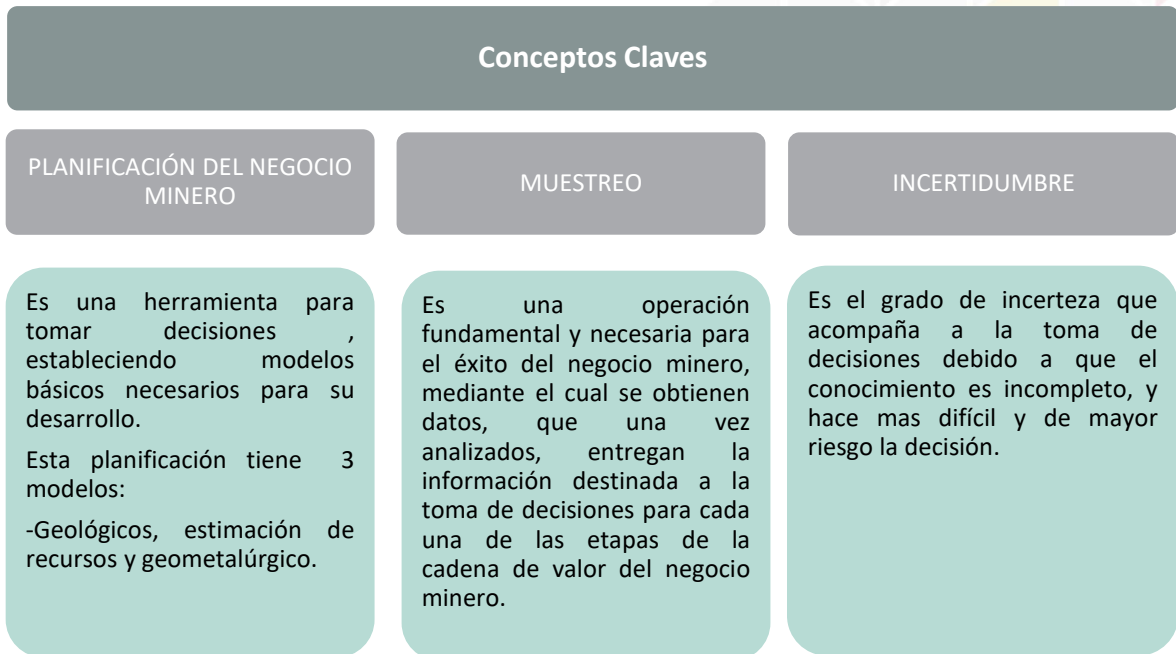 Conceptos Claves
PLANIFICACIÓN DEL NEGOCIO
MINERO
MUESTREO
INCERTIDUMBRE
Es una herramienta para
tomar decisiones ,
estableciendo modelos
básicos necesarios para su
desarrollo.
Esta planificación tiene 3
modelos:
-Geológicos, estimación de
recursos y geometalúrgico.
Es una operación
fundamental y necesaria para
el éxito del negocio minero,
mediante el cual se obtienen
datos, que una vez
analizados, entregan la
información destinada a la
toma de decisiones para cada
una de las etapas de la
cadena de valor del negocio
minero.
Es el grado de incerteza que
acompaña a la toma de
decisiones debido a que el
conocimiento es incompleto, y
hace mas difícil y de mayor
riesgo la decisión.